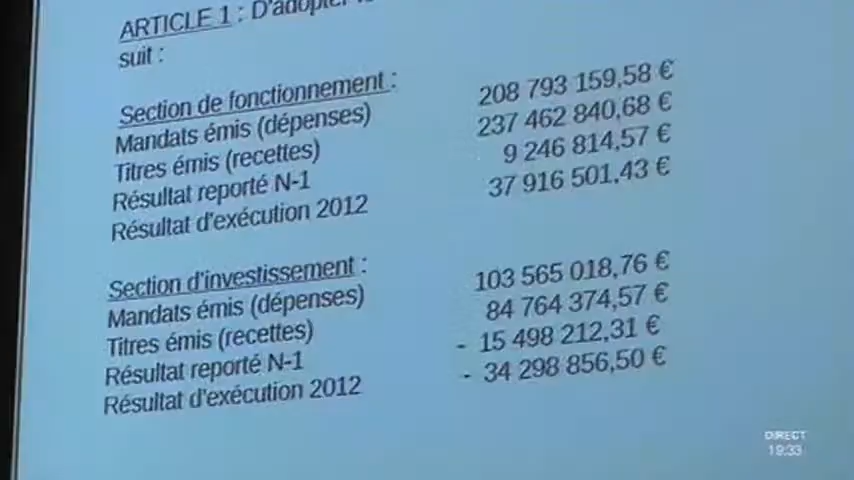 ARTICLE 1 : D'adopter
suit :
Section de fonctionnement :
Mandats émis (dépenses) 208 793 159,58 €
Titres émis (recettes) 237 462 840,68 €
Résultat reporté N-1 9 246 814,57 €
Résultat d'exécution 2012 37 916 501,43 €
Section d'investissement :
Mandats émis (dépenses) 103 565 018,76 €
Titres émis (recettes) 84 764 374,57 €
Résultat reporté N-1 - 15 498 212,31 €
Résultat d'exécution 2012 - 34 298 856,50 €
DIRECT
19:33